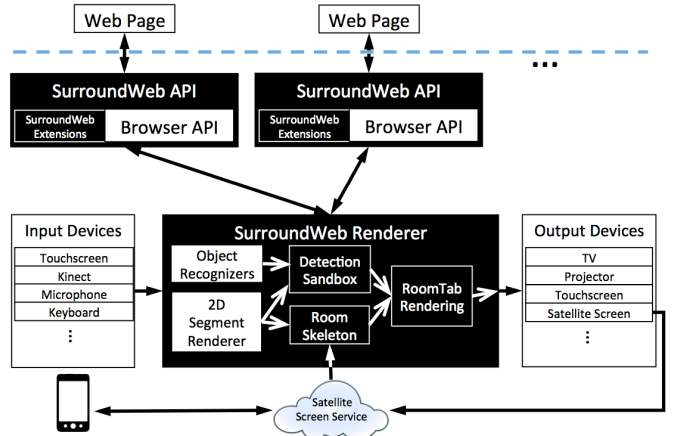 Web Page
Web Page
...
SurroundWeb API
SurroundWeb
Extensions
Browser API
SurroundWeb API
SurroundWeb
Extensions
Browser API
Input Devices
Touchscreen
Kinect
Microphone
Keyboard
SurroundWeb Renderer
Object
Recognizers
2D
Segment
Renderer
Detection
Sandbox
Room
Skeleton
RoomTab
Rendering
Output Devices
TV
Projector
Touchscreen
Satellite Screen
Satellite
Screen Service